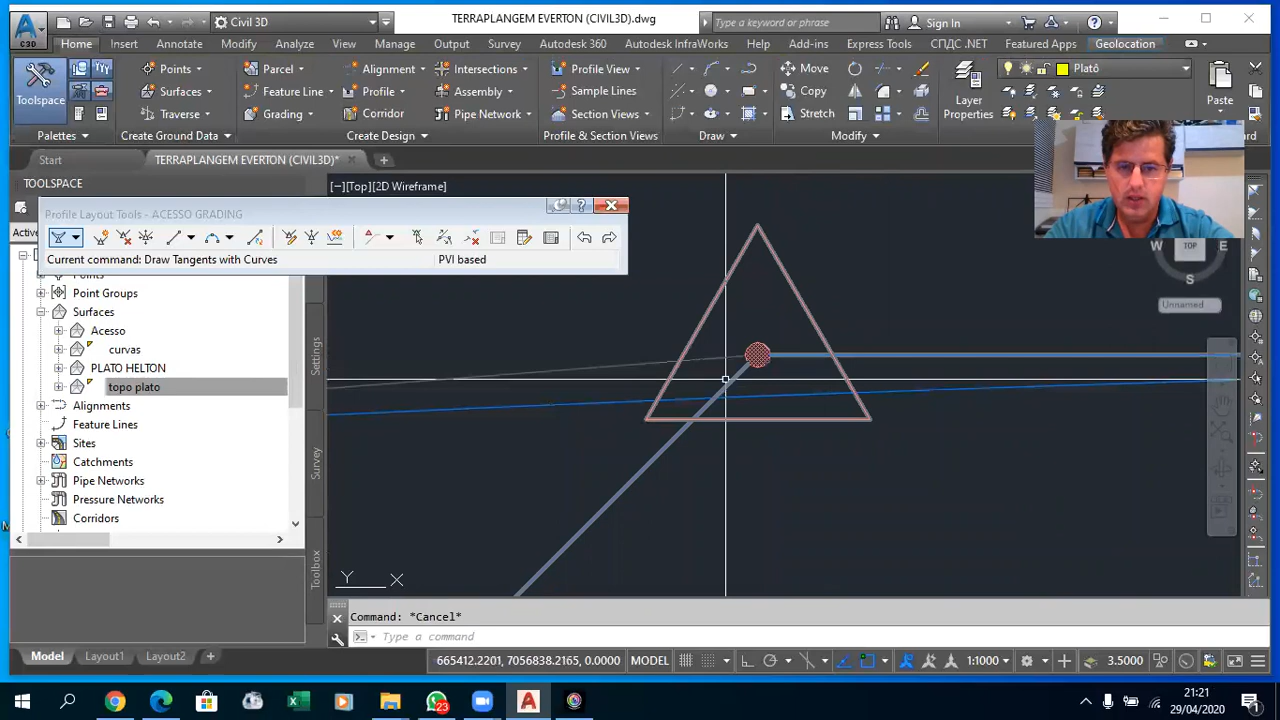 Civil 3D
TERRAPLANGEM EVERTON (CIVIL3D).dwg
Type a keyword or phrase
Sign In
C3D
Home Insert Annotate Modify Analyze View Manage Output Survey Autodesk 360 Autodesk InfraWorks Help Add-ins Express Tools СПДС .NET Featured Apps Geolocation
Points Parcel Alignment Intersections Profile View Move Platô
Toolspace Surfaces Feature Line Profile Assembly Sample Lines Copy Layer Properties Paste
Traverse Grading Corridor Pipe Network Section Views Stretch
Palettes Create Ground Data Create Design Profile & Section Views Draw Modify
Start TERRAPLANGEM EVERTON (CIVIL3D)*
TOOLSPACE
[−][Top][2D Wireframe]
Profile Layout Tools - ACESSO GRADING
Current command: Draw Tangents with Curves PVI based
Points
Point Groups
Surfaces
Acesso
curvas
PLATO HELTON
topo plato
Alignments
Feature Lines
Sites
Catchments
Pipe Networks
Pressure Networks
Corridors
Settings
Survey
Toolbox
W TOP E
S
Unnamed
Y X
Command: *Cancel*
Type a command
Model Layout1 Layout2
665412.2201, 7056838.2165, 0.0000 MODEL 1:1000 3.5000
23
21:21
29/04/2020
1